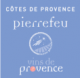 CÔTES DE PROVENCE
pierrefeu
vins de
provence